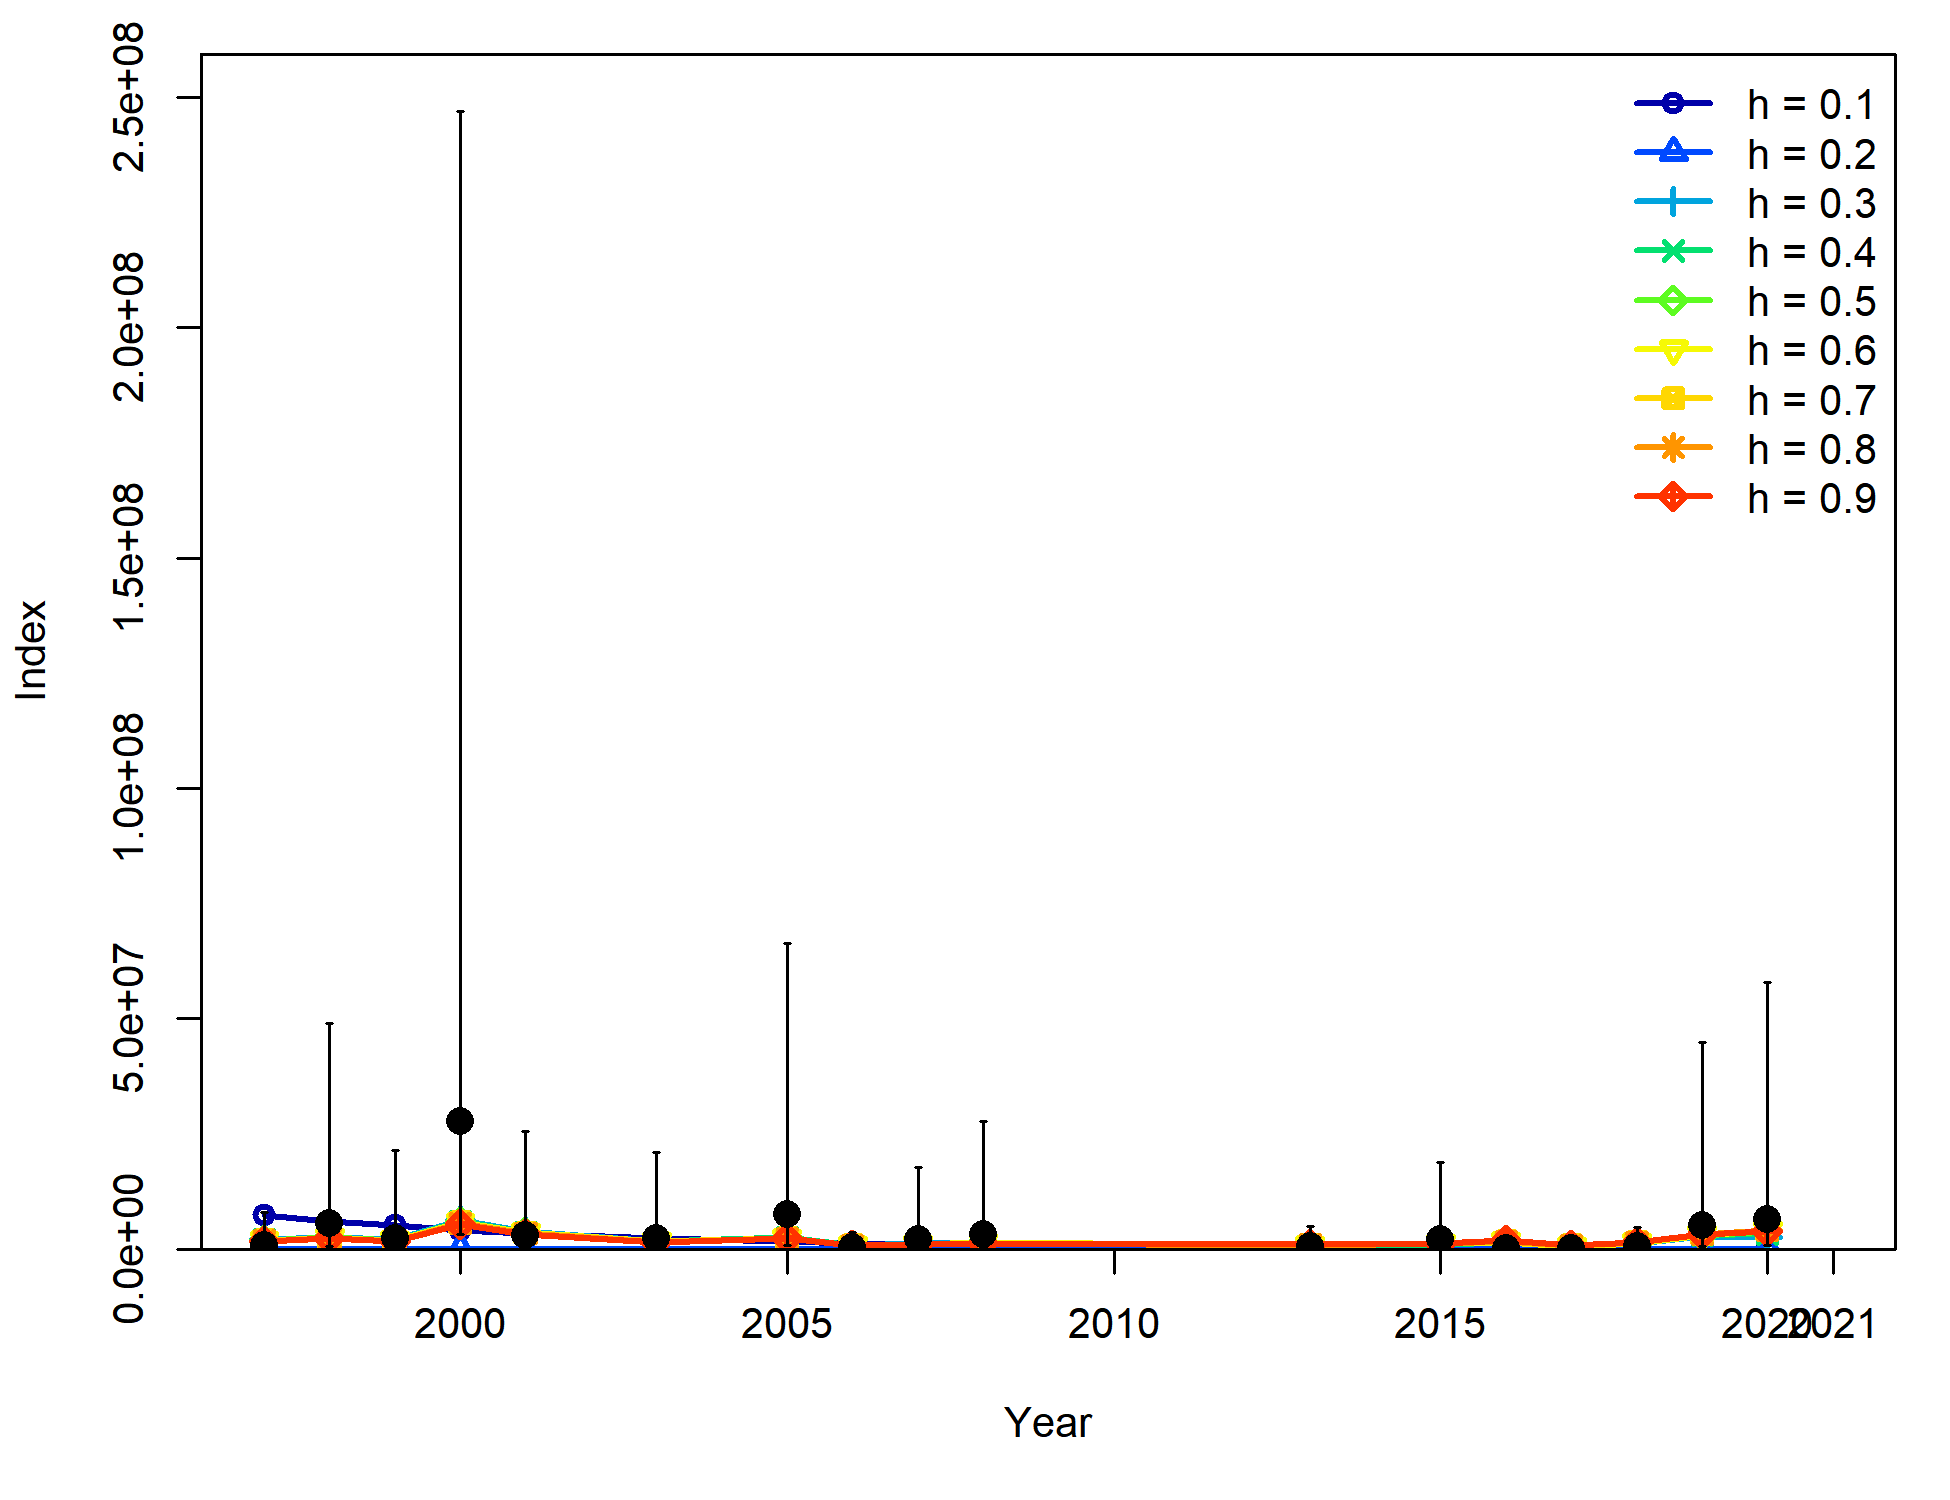 2.5e+08
2.0e+08
1.5e+08
1.0e+08
5.0e+07
0.0e+00
Index
h = 0.1
h = 0.2
h = 0.3
h = 0.4
h = 0.5
h = 0.6
h = 0.7
h = 0.8
h = 0.9
2000 2005 2010 2015 2020 2021
Year